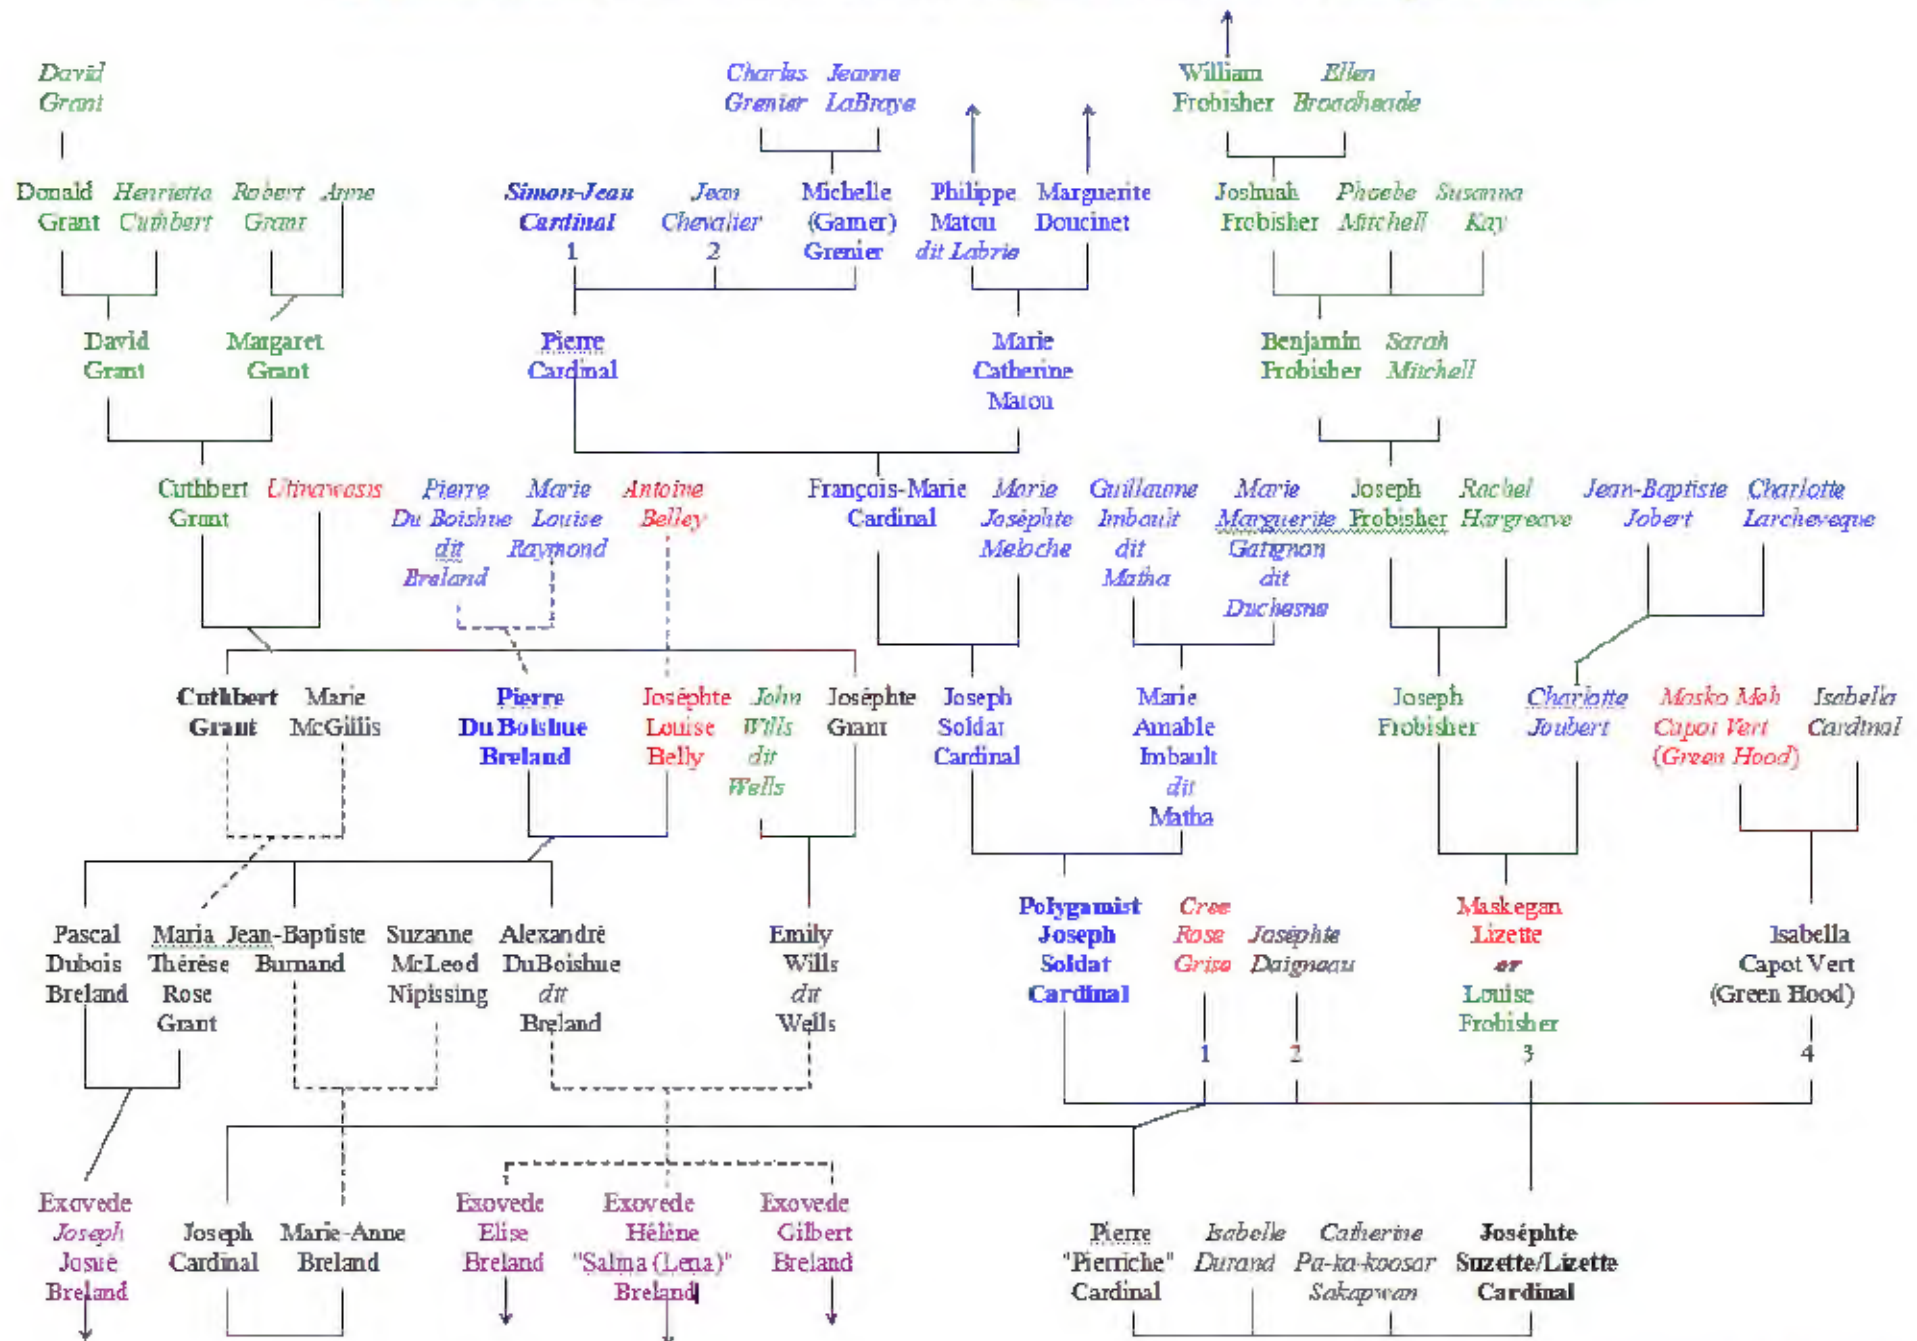 David
Grant
Charles
Grenier
Jeanne
LaBraye
William
Frobisher
Ellen
Broadheade
Donald
Grant
Henrietta
Cuthbert
Robert
Grant
Anne
Simon-Jean
Cardinal
1
Jean
Chevalier
2
Michelle
(Garner)
Grenier
Philippe
Matou
dit Labrie
Marguerite
Doucinet
Joshuah
Frobisher
Phoebe
Mitchell
Susanna
Kay
David
Grant
Margaret
Grant
Pierre
Cardinal
Marie
Catherine
Matou
Benjamin
Frobisher
Sarah
Mitchell
Cuthbert
Grant
Utinawasis
Pierre
Du Boishue
dit
Breland
Marie
Louise
Raymond
Antoine
Belley
François-Marie
Cardinal
Marie
Joséphte
Meloche
Guillaume
Imbault
dit
Matha
Marie
Marguerite
Gatignon
dit
Duchesne
Joseph
Frobisher
Rachel
Hargreave
Jean-Baptiste
Jobert
Charlotte
Larcheveque
Cuthbert
Grant
Marie
McGillis
Pierre
Du Boishue
Breland
Joséphte
Louise
Belly
John
Wills
dit
Wells
Joséphte
Grant
Joseph
Soldat
Cardinal
Marie
Amable
Imbault
dit
Matha
Joseph
Frobisher
Charlotte
Joubert
Masko Meh
Capot Vert
(Green Hood)
Isabella
Cardinal
Pascal
Dubois
Breland
Maria
Thérèse
Rose
Grant
Jean-Baptiste
Burnand
Suzanne
McLeod
Nipissing
Alexandré
DuBoishue
dit
Breland
Emily
Wills
dit
Wells
Polygamist
Joseph
Soldat
Cardinal
Cree
Rose
Grise
1
Joséphte
Daigneau
2
Maskegan
Lizette
or
Louise
Frobisher
3
Isabella
Capot Vert
(Green Hood)
4
Exovede
Joseph
Josué
Breland
Joseph
Cardinal
Marie-Anne
Breland
Exovede
Elise
Breland
Exovede
Hélène
"Salma (Lena)"
Breland
Exovede
Gilbert
Breland
Pierre
"Pierriche"
Cardinal
Isabelle
Durand
Catherine
Pa-ka-koosar
Sakapwan
Joséphte
Suzette/Lizette
Cardinal